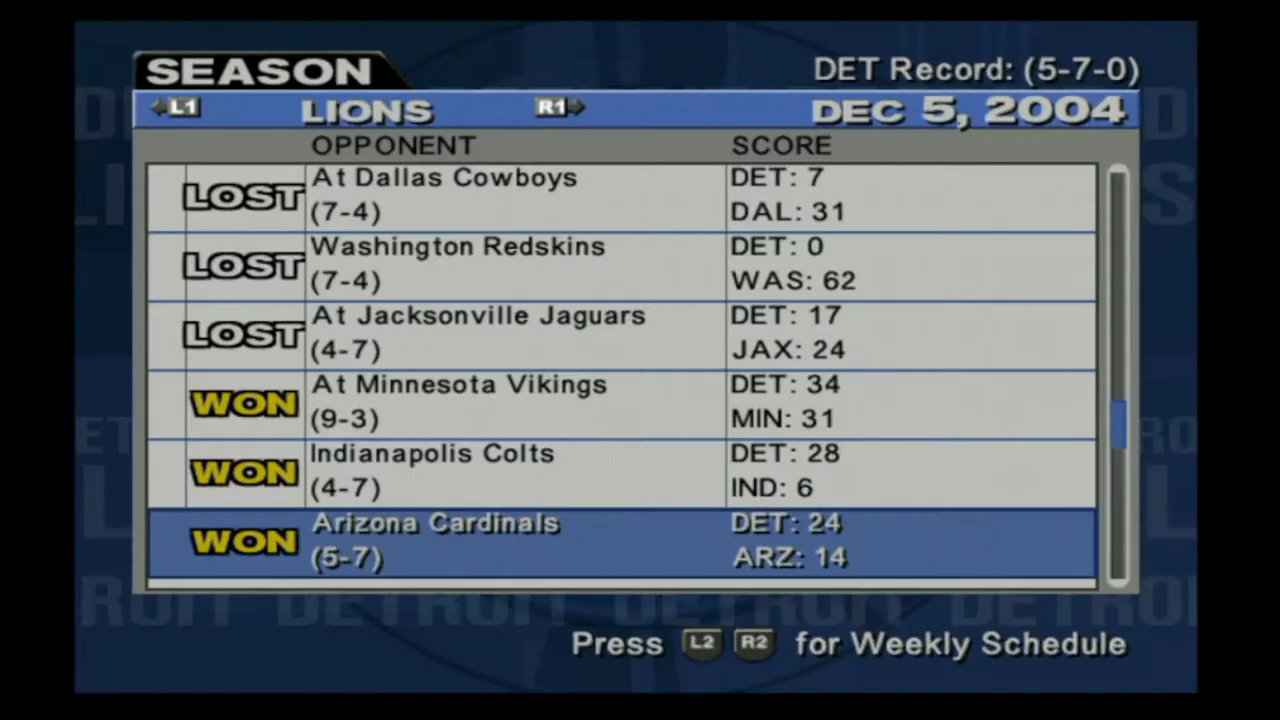 SEASON
DET Record: (5-7-0)
L1 LIONS R1 DEC 5, 2004
OPPONENT SCORE
LOST At Dallas Cowboys DET: 7
(7-4) DAL: 31
LOST Washington Redskins DET: 0
(7-4) WAS: 62
LOST At Jacksonville Jaguars DET: 17
(4-7) JAX: 24
WON At Minnesota Vikings DET: 34
(9-3) MIN: 31
WON Indianapolis Colts DET: 28
(4-7) IND: 6
WON Arizona Cardinals DET: 24
(5-7) ARZ: 14
DETROIT DETROIT DETROIT
Press L2 R2 for Weekly Schedule